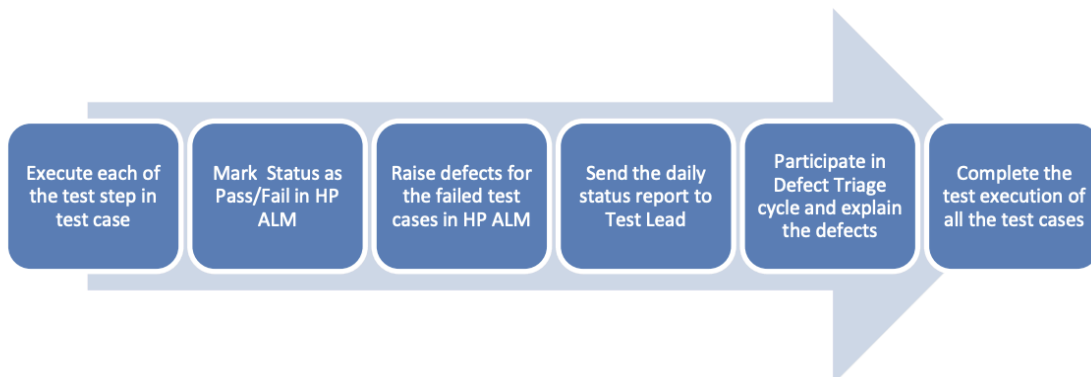 Execute each of
the test step in
test case
Mark Status as
Pass/Fail in HP
ALM
Raise defects for
the failed test
cases in HP ALM
Send the daily
status report to
Test Lead
Participate in
Defect Triage
cycle and explain
the defects
Complete the
test execution of
all the test cases